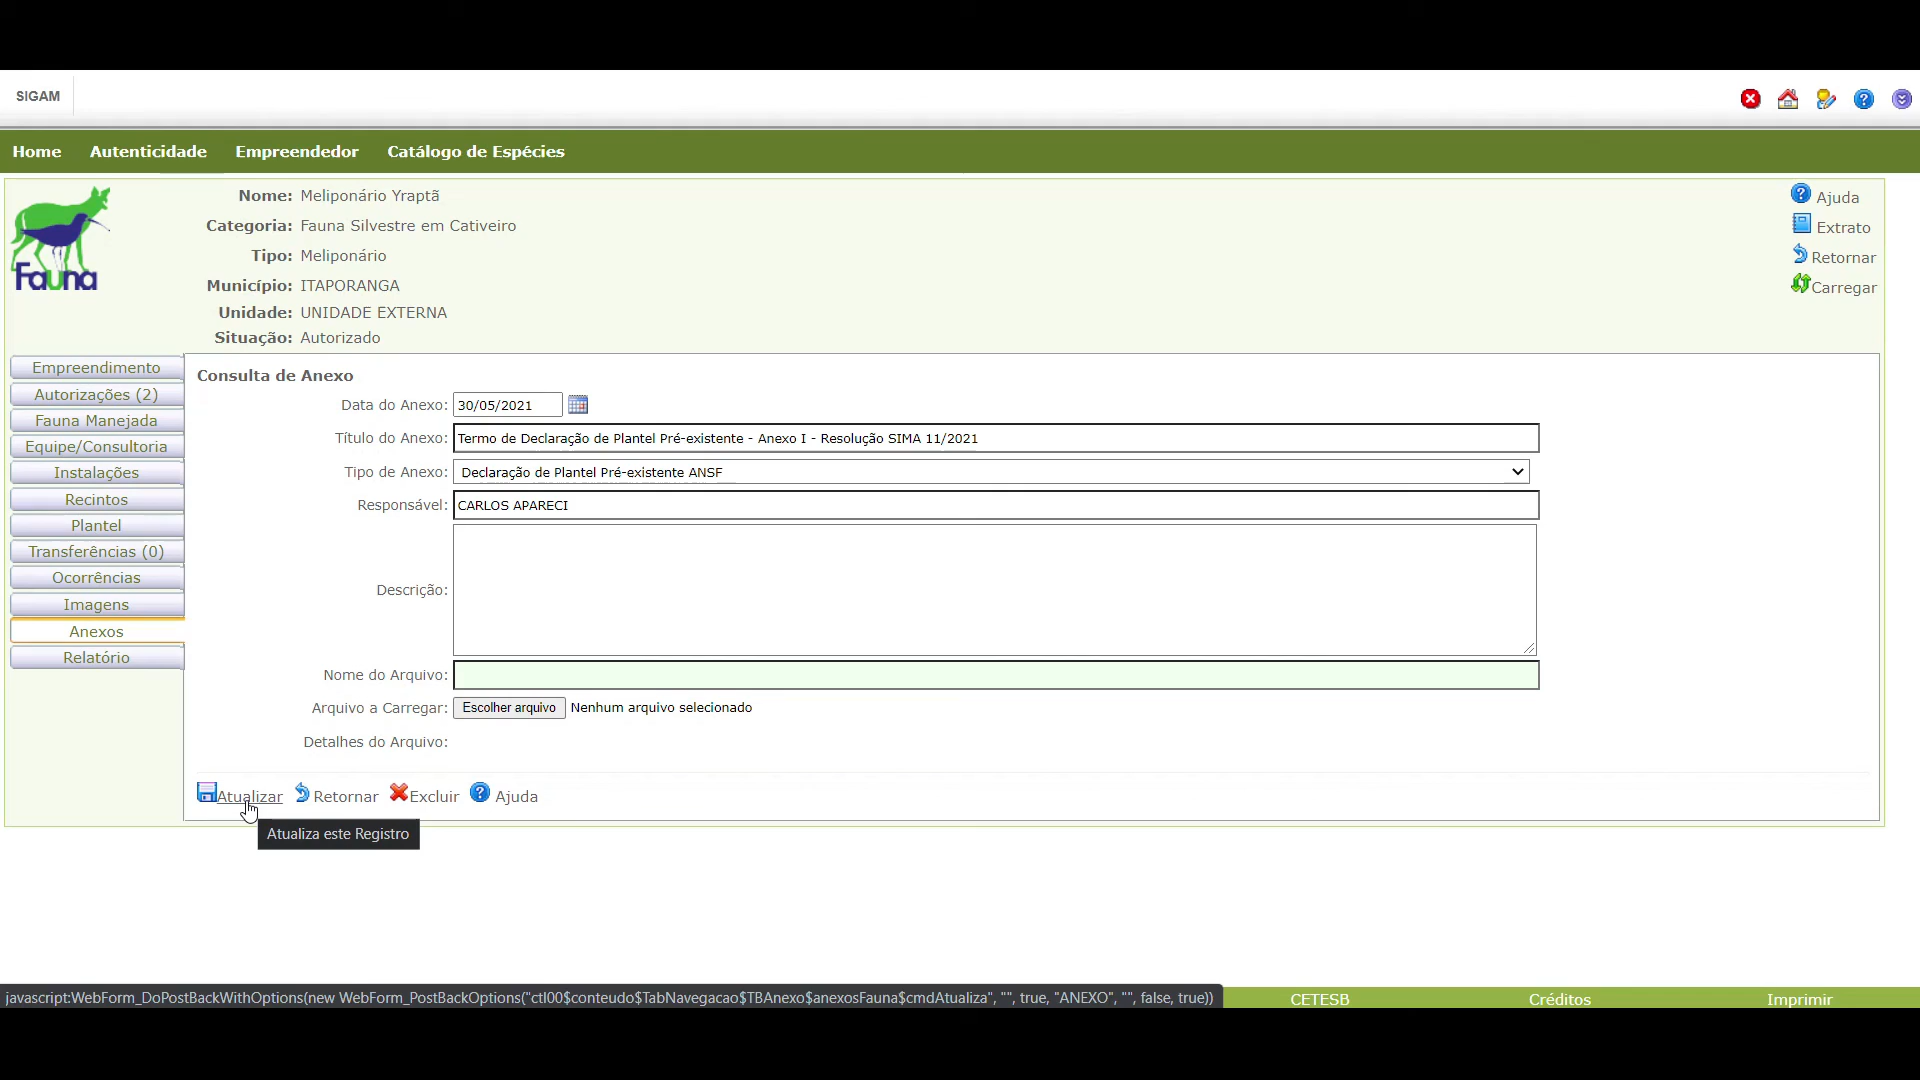 SIGAM
Home Autenticidade Empreendedor Catálogo de Espécies
Fauna
Nome: Meliponário Yraptã
Categoria: Fauna Silvestre em Cativeiro
Tipo: Meliponário
Município: ITAPORANGA
Unidade: UNIDADE EXTERNA
Situação: Autorizado
Ajuda
Extrato
Retornar
Carregar
Empreendimento
Autorizações (2)
Fauna Manejada
Equipe/Consultoria
Instalações
Recintos
Plantel
Transferências (0)
Ocorrências
Imagens
Anexos
Relatório
Consulta de Anexo
Data do Anexo: 30/05/2021
Título do Anexo: Termo de Declaração de Plantel Pré-existente - Anexo I - Resolução SIMA 11/2021
Tipo de Anexo: Declaração de Plantel Pré-existente ANSF
Responsável: CARLOS APARECI
Descrição:
Nome do Arquivo:
Arquivo a Carregar: Escolher arquivo Nenhum arquivo selecionado
Detalhes do Arquivo:
Atualizar Retornar Excluir Ajuda
Atualiza este Registro
javascript:WebForm_DoPostBackWithOptions(new WebForm_PostBackOptions("ctl00$conteudo$TabNavegacao$TBAnexo$anexosFauna$cmdAtualiza", "", true, "ANEXO", "", false, true))
CETESB Créditos Imprimir